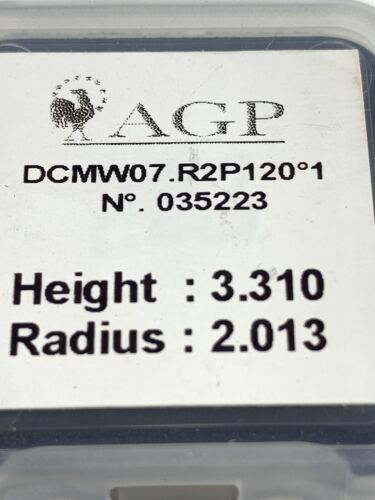 AGP
DCMW07.R2P120°1
N°. 035223
Height : 3.310
Radius : 2.013